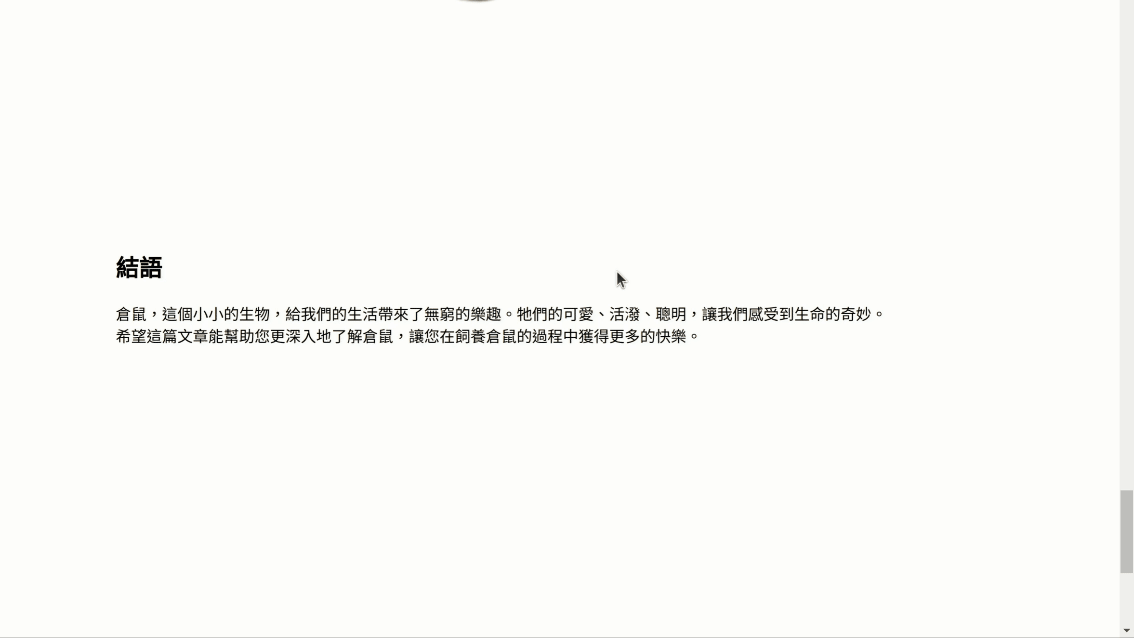 結語
倉鼠，這個小小的生物，給我們的生活帶來了無窮的樂趣。牠們的可愛、活潑、聰明，讓我們感受到生命的奇妙。
希望這篇文章能幫助您更深入地了解倉鼠，讓您在飼養倉鼠的過程中獲得更多的快樂。